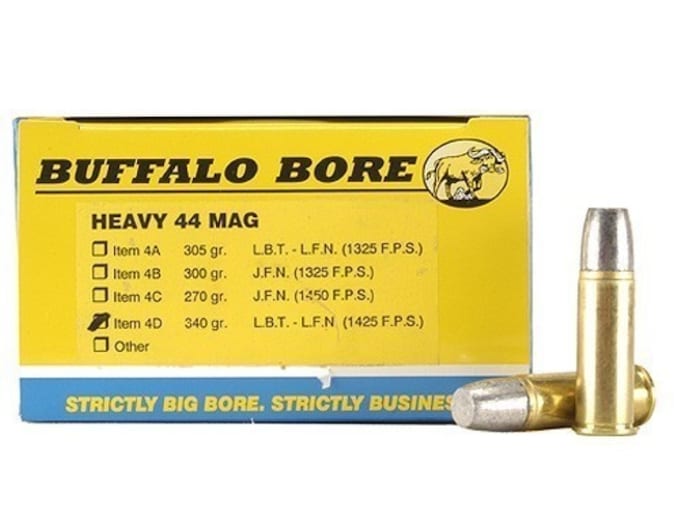 BUFFALO BORE
HEAVY 44 MAG
Item 4A 305 gr. L.B.T. - L.F.N. (1325 F.P.S.)
Item 4B 300 gr. J.F.N. (1325 F.P.S.)
Item 4C 270 gr. J.F.N. (1450 F.P.S.)
Item 4D 340 gr. L.B.T. - L.F.N (1425 F.P.S.)
Other
STRICTLY BIG BORE. STRICTLY BUSINES